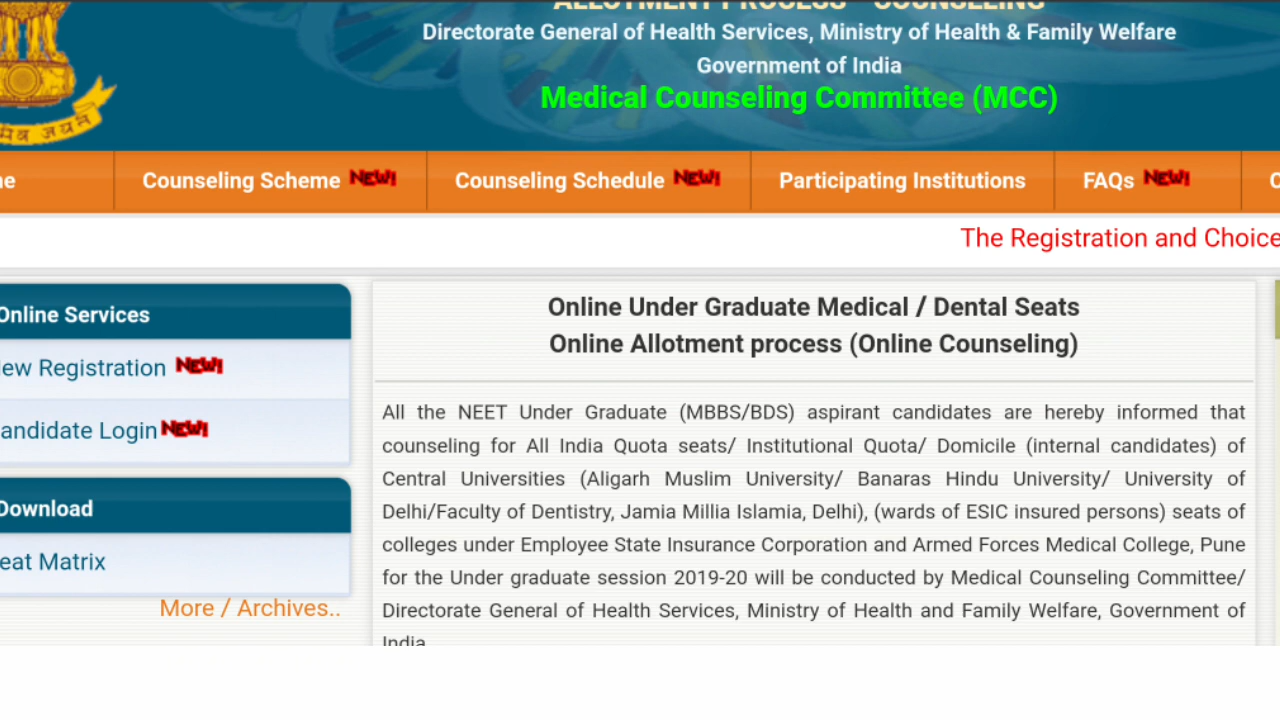 ALLOTMENT PROCESS - COUNSELING
Directorate General of Health Services, Ministry of Health & Family Welfare
Government of India
Medical Counseling Committee (MCC)
जयते
Counseling Scheme NEW!
Counseling Schedule NEW!
Participating Institutions
FAQs NEW!
The Registration and Choice
Online Services
ew Registration NEW!
andidate Login NEW!
Download
eat Matrix
More / Archives..
Online Under Graduate Medical / Dental Seats
Online Allotment process (Online Counseling)
All the NEET Under Graduate (MBBS/BDS) aspirant candidates are hereby informed that
counseling for All India Quota seats/ Institutional Quota/ Domicile (internal candidates) of
Central Universities (Aligarh Muslim University/ Banaras Hindu University/ University of
Delhi/Faculty of Dentistry, Jamia Millia Islamia, Delhi), (wards of ESIC insured persons) seats of
colleges under Employee State Insurance Corporation and Armed Forces Medical College, Pune
for the Under graduate session 2019-20 will be conducted by Medical Counseling Committee/
Directorate General of Health Services, Ministry of Health and Family Welfare, Government of
India